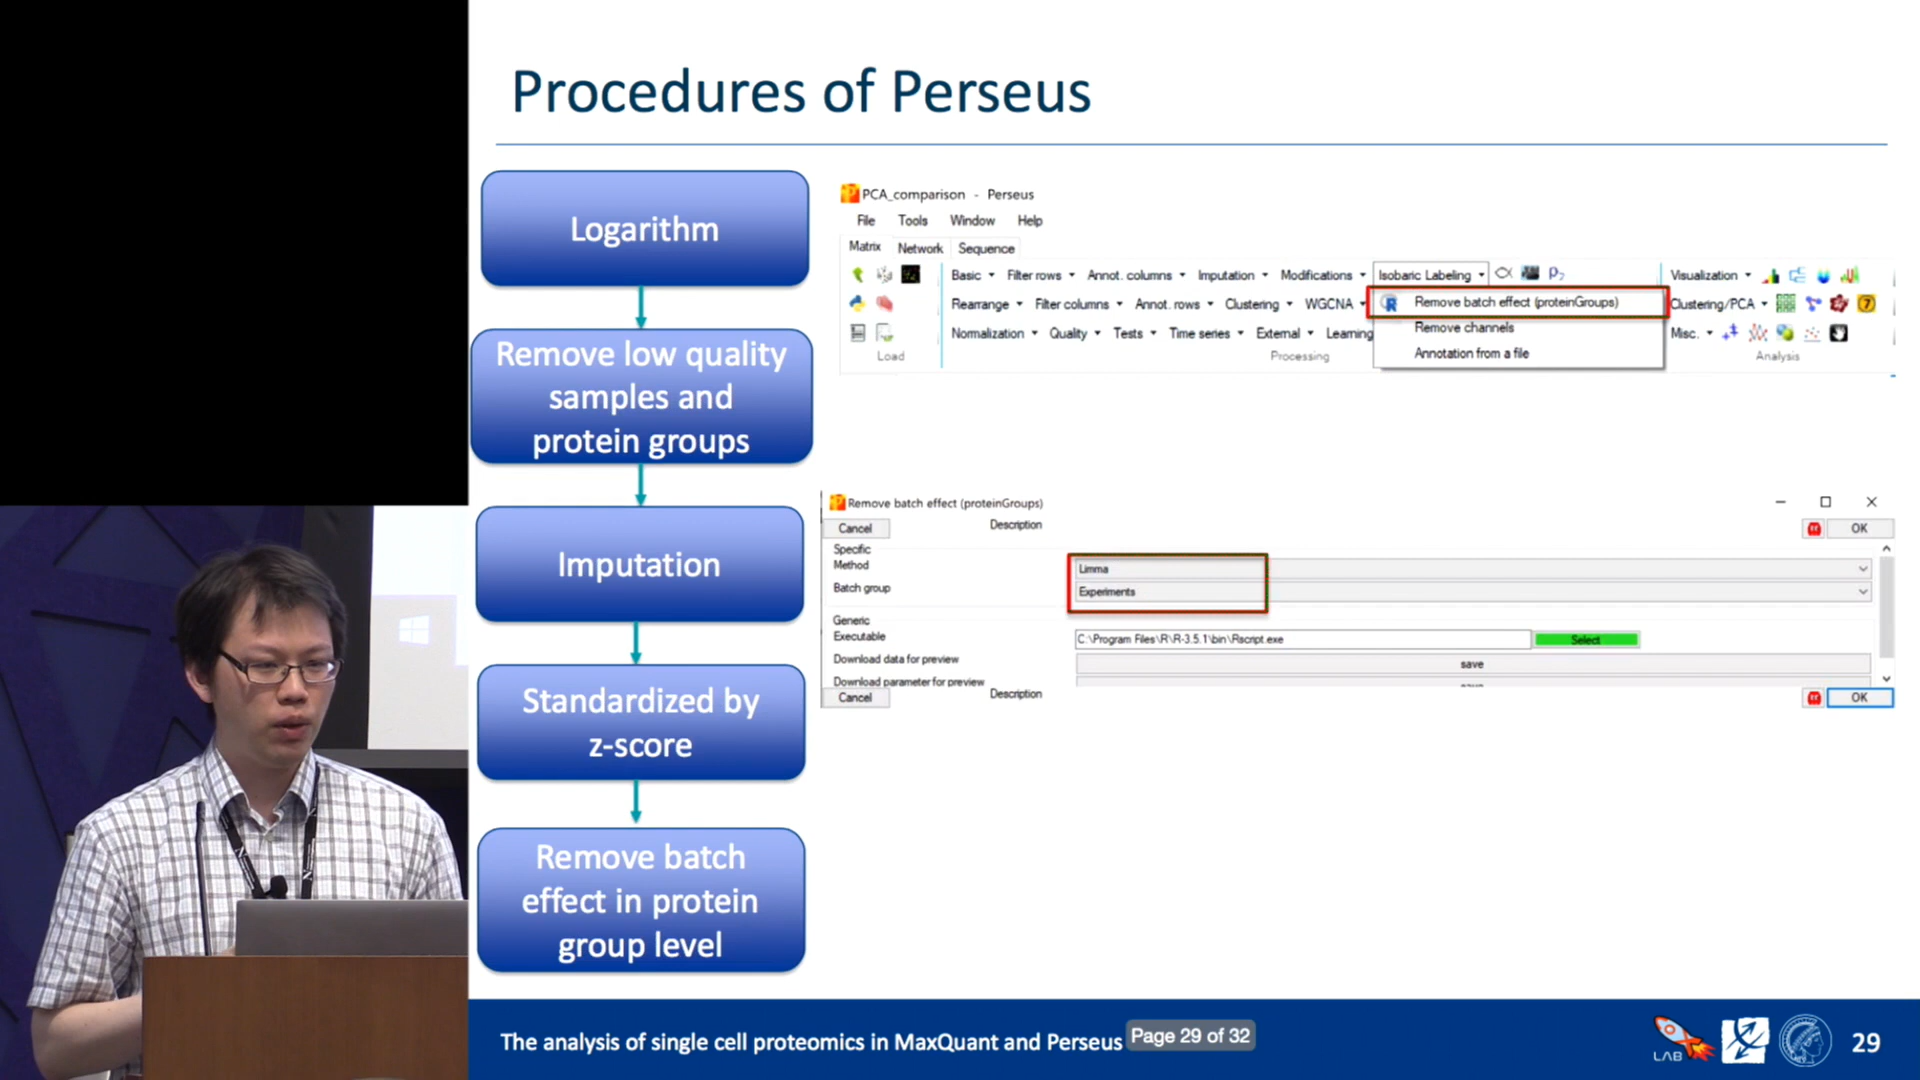 Procedures of Perseus
Logarithm
Remove low quality
samples and
protein groups
Imputation
Standardized by
z-score
Remove batch
effect in protein
group level
PCA_comparison - Perseus
File Tools Window Help
Matrix Network Sequence
Basic Filter rows Annot. columns Imputation Modifications Isobaric Labeling P2 Visualization
Rearrange Filter columns Annot. rows Clustering WGCNA Remove batch effect (proteinGroups) Clustering/PCA
Remove channels
Normalization Quality Tests Time series External Learning Misc.
Annotation from a file
Load Processing Analysis
Remove batch effect (proteinGroups)
Cancel Description OK
Specific
Method Limma
Batch group Experiments
Generic
Executable C:\Program Files\R\R-3.5.1\bin\Rscript.exe Select
Download data for preview save
Download parameter for preview
Cancel Description OK
The analysis of single cell proteomics in MaxQuant and Perseus
Page 29 of 32
LAB
29